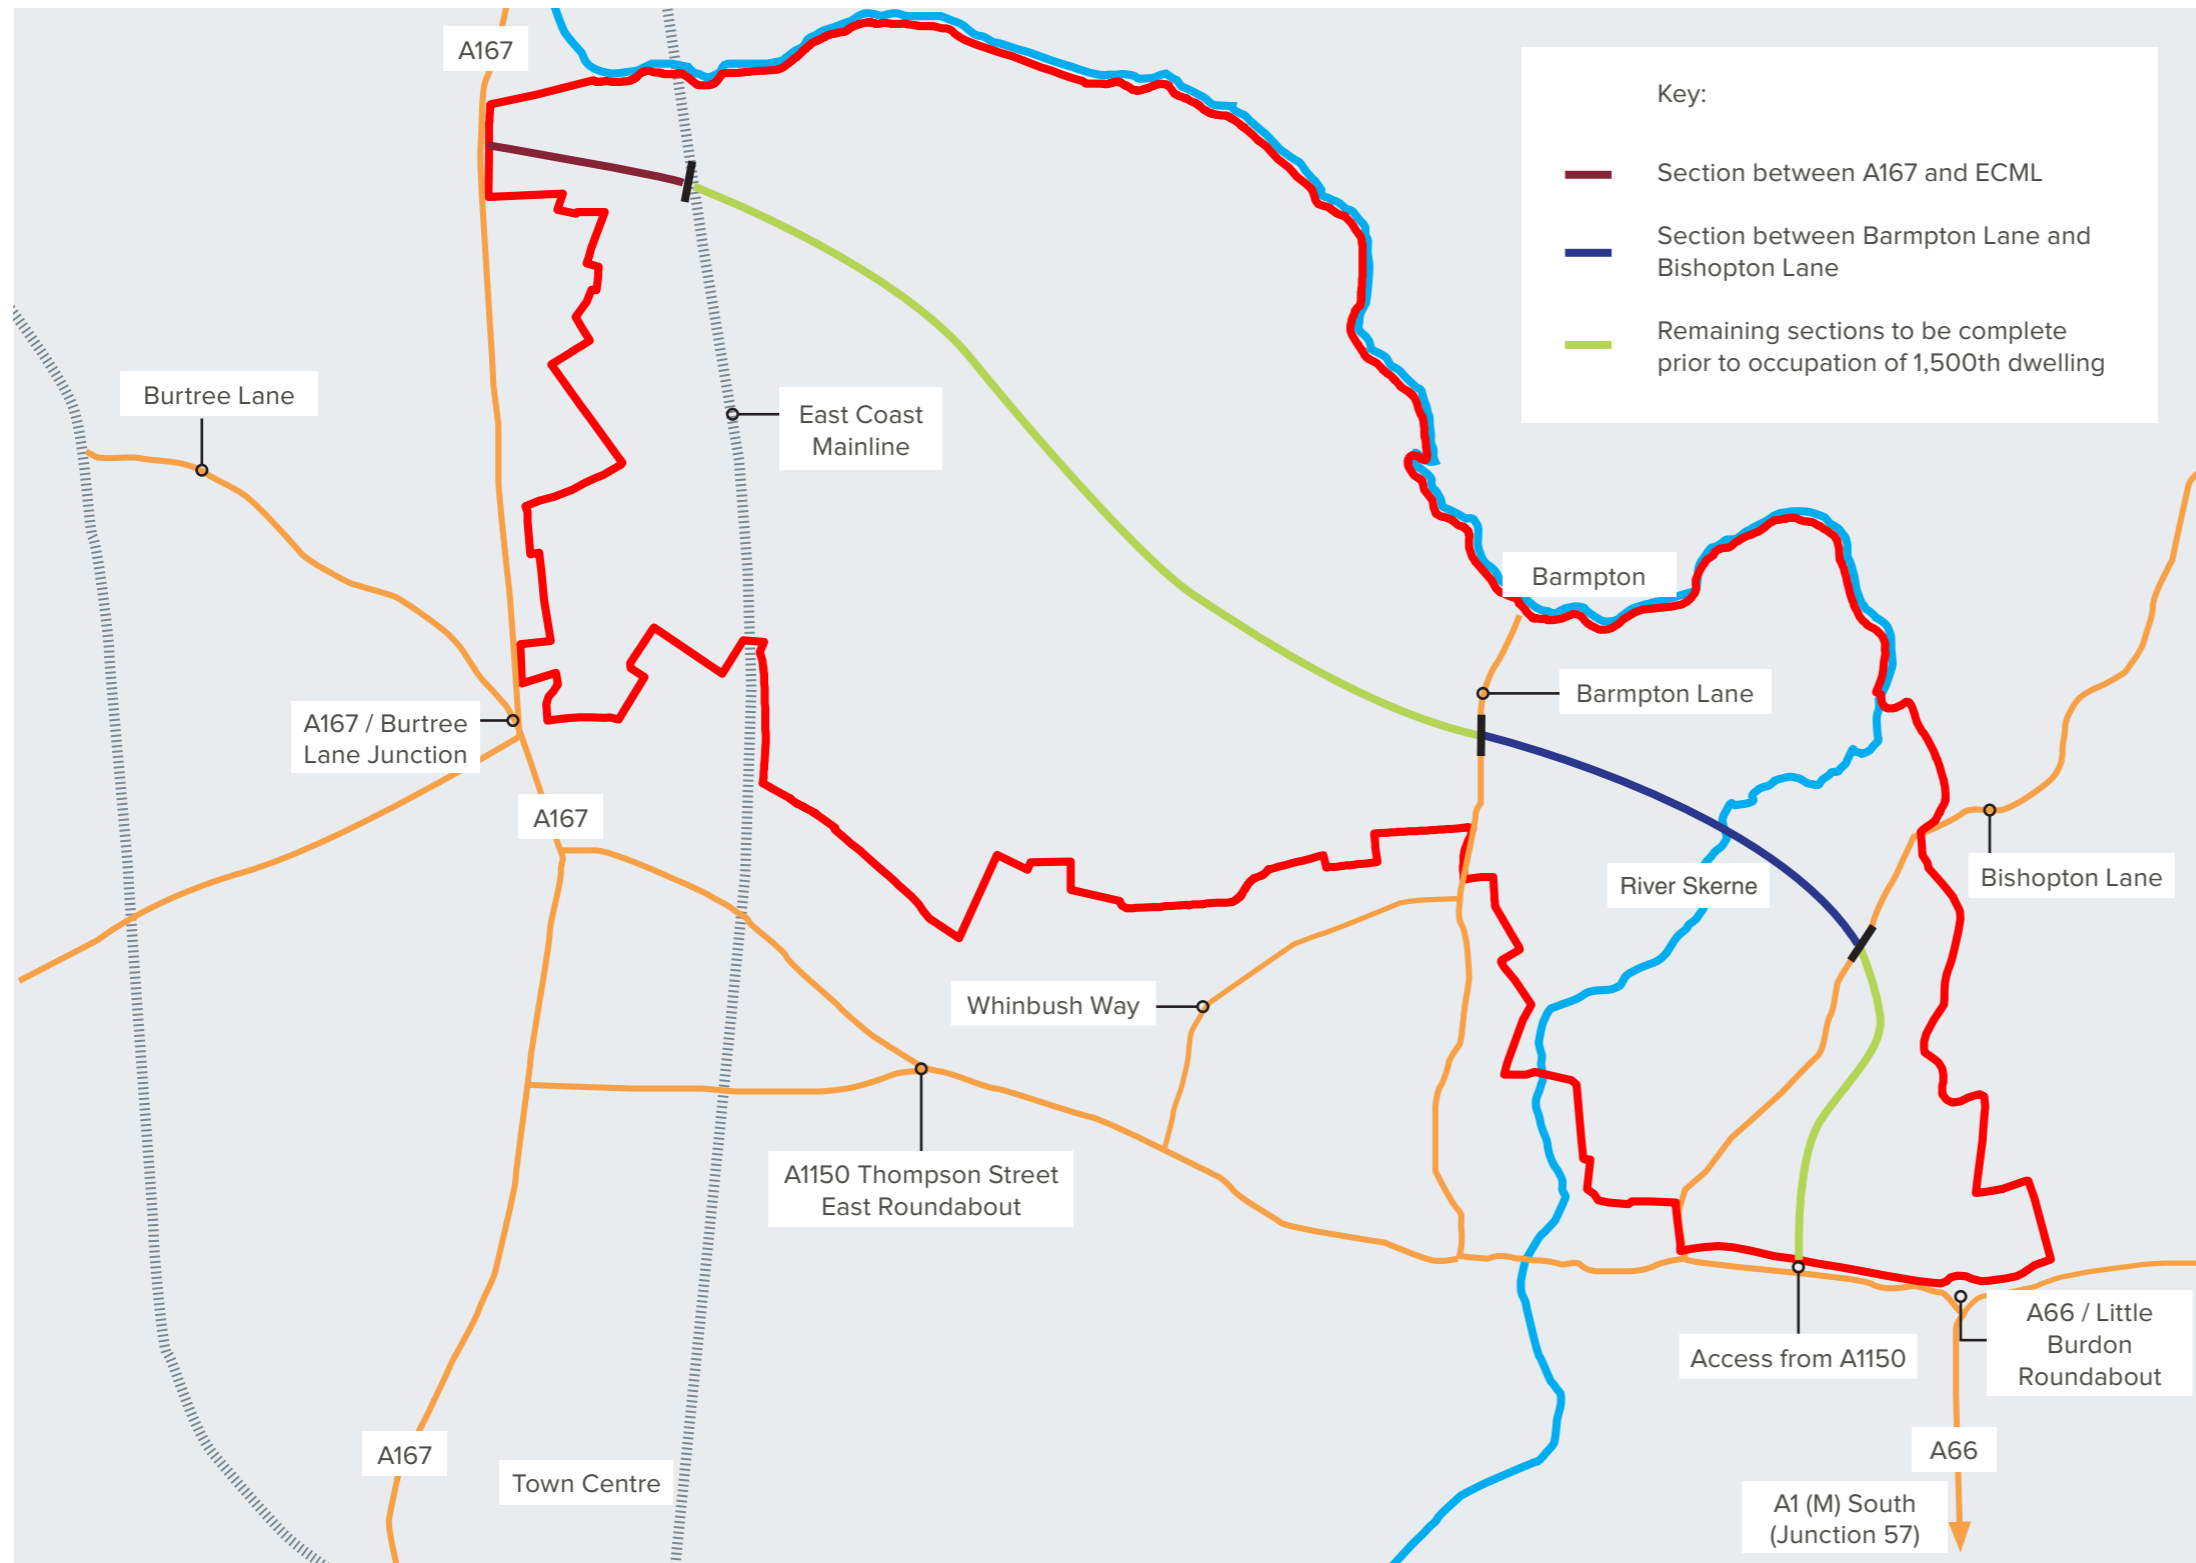 A167
Key:
Section between A167 and ECML
Section between Barmpton Lane and
Bishopton Lane
Remaining sections to be complete
prior to occupation of 1,500th dwelling
Burtree Lane
East Coast
Mainline
Barmpton
Barmpton Lane
A167 / Burtree
Lane Junction
A167
River Skerne
Bishopton Lane
Whinbush Way
A1150 Thompson Street
East Roundabout
Access from A1150
A66 / Little
Burdon
Roundabout
A167
Town Centre
A66
A1 (M) South
(Junction 57)